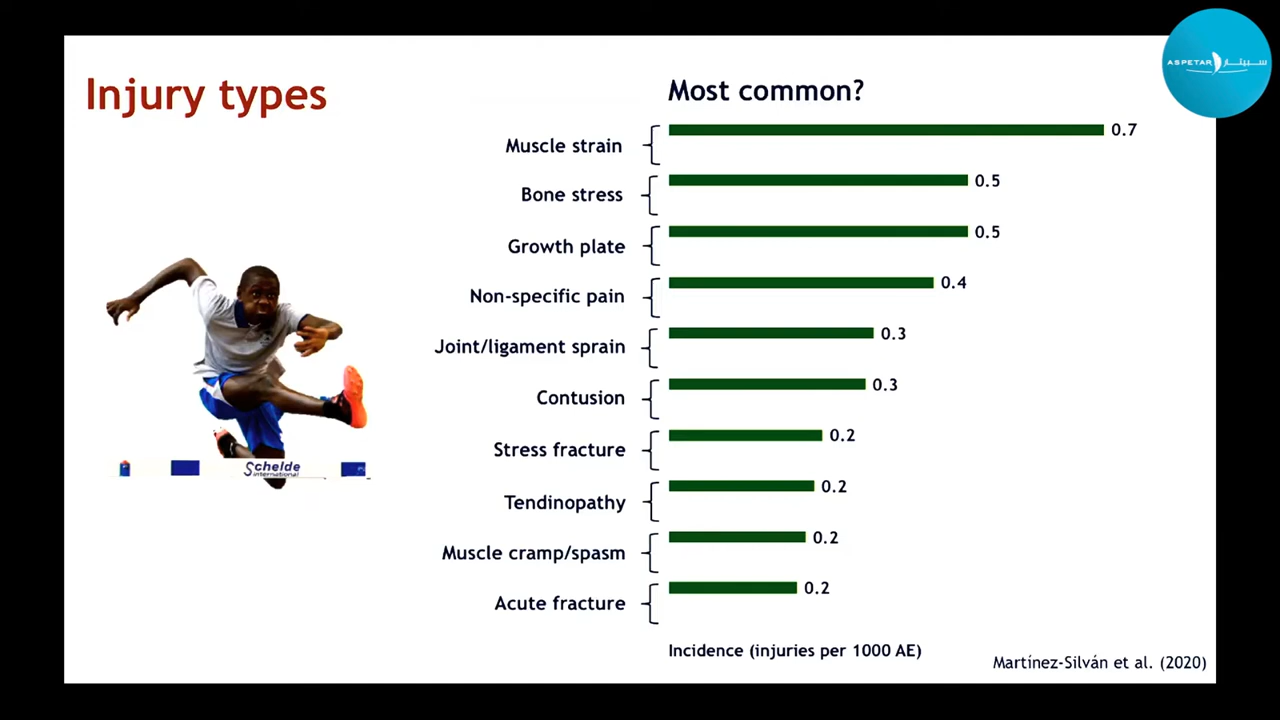 Injury types
Most common?
ASPETAR سبيتار
Muscle strain
0.7
Bone stress
0.5
Growth plate
0.5
Non-specific pain
0.4
Joint/ligament sprain
0.3
Contusion
0.3
Stress fracture
0.2
Tendinopathy
0.2
Muscle cramp/spasm
0.2
Acute fracture
0.2
Schelde
international
Incidence (injuries per 1000 AE)
Martínez-Silván et al. (2020)